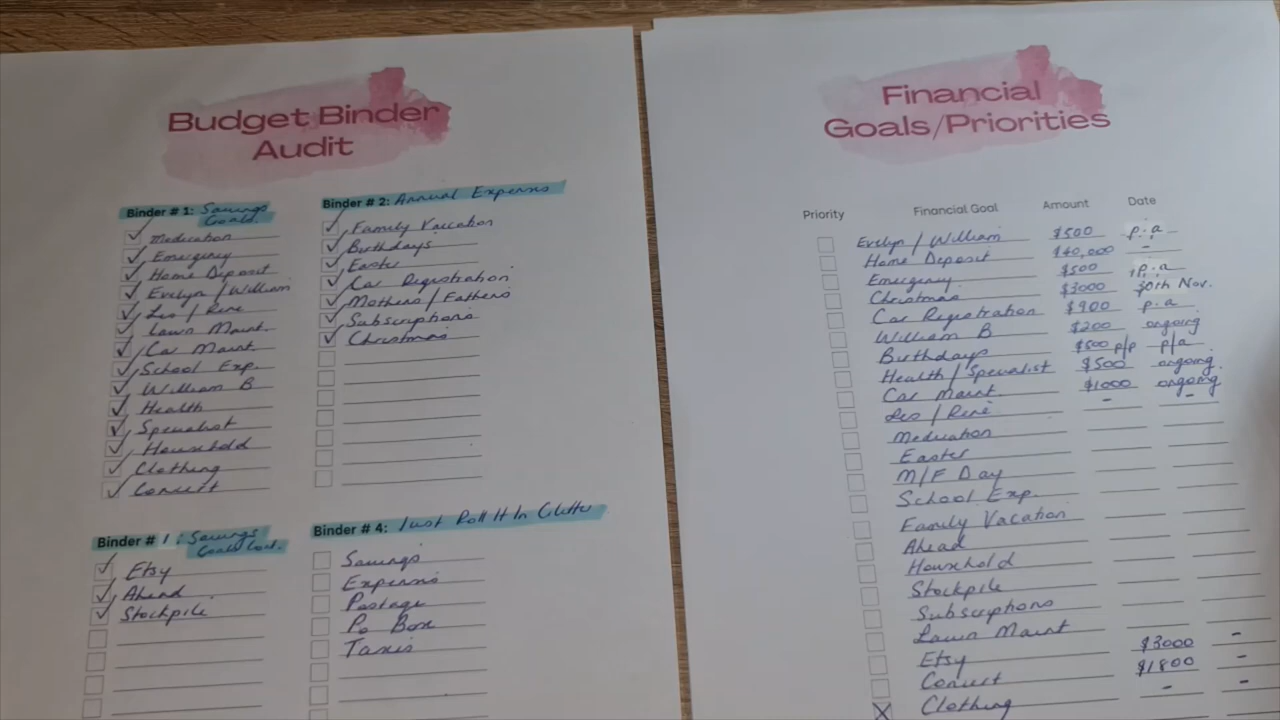 Budget Binder
Audit
Binder # 1: Savings
Goals.
Medication
Emergency
Home Deposit
Evelyn / William
Les / Rene
Lawn Maint.
Car Maint.
School Exp.
William B
Health
Specialist
Household
Clothing
Concert
Binder # 2: Annual Expenses
Family Vacation
Birthdays
Easter
Car Registration
Mothers / Fathers
Subscriptions
Christmas
Binder # 1 : Savings
Goals Cont.
Etsy
Ahead
Stockpile
Binder # 4: Just Roll It In Glitter
Savings
Expenses
Postage
Po Box
Taxes
Financial
Goals/Priorities
Priority Financial Goal Amount Date
Evelyn / William $500 p.a
Home Deposit $40,000 -
Emergency $500 p.a
Christmas $3000 30th Nov.
Car Registration $900 p.a
William B $200 ongoing
Birthdays $500 p/p p/a
Health / Specialist $500 ongoing.
Car Maint. $1000 ongoing
Les / Rene - -
Medication
Easter
M/F Day
School Exp.
Family Vacation
Ahead
Household
Stockpile
Subscriptions
Lawn Maint
Etsy $3000 -
Concert $1800 -
Clothing - -